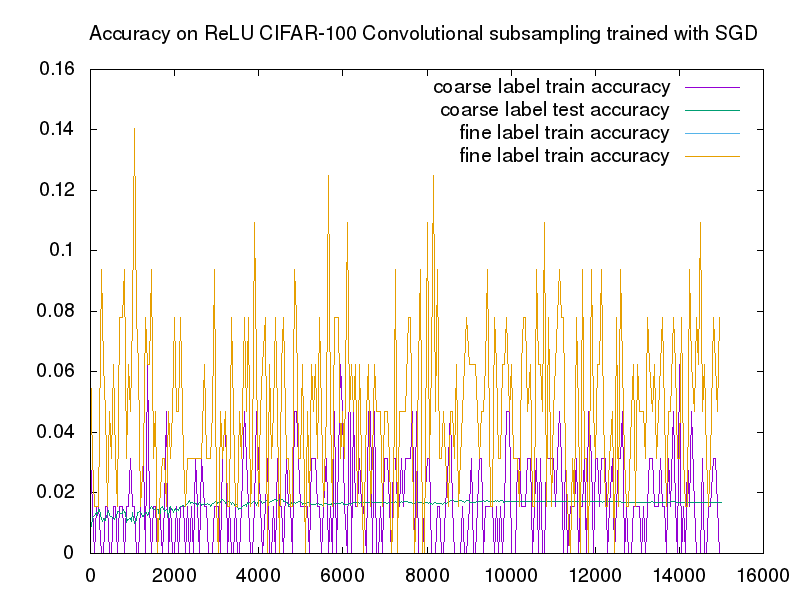 Accuracy on ReLU CIFAR-100 Convolutional subsampling trained with SGD
0.16
coarse label train accuracy
coarse label test accuracy
0.14
fine label train accuracy
fine label train accuracy
0.12
0.1
0.08
0.06
0.04
0.02
0
0 2000 4000 6000 8000 10000 12000 14000 16000